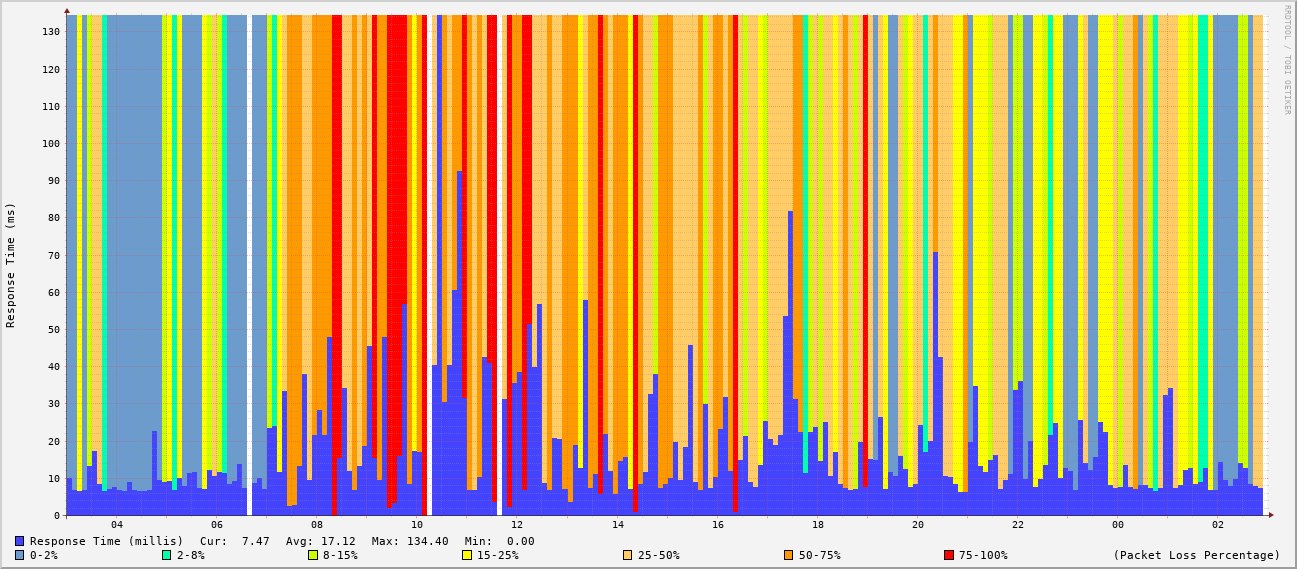 RRDTOOL / TOBI OETIKER
Response Time (ms)
130
120
110
100
90
80
70
60
50
40
30
20
10
0
04 06 08 10 12 14 16 18 20 22 00 02
Response Time (millis) Cur: 7.47 Avg: 17.12 Max: 134.40 Min: 0.00
0-2% 2-8% 8-15% 15-25% 25-50% 50-75% 75-100% (Packet Loss Percentage)